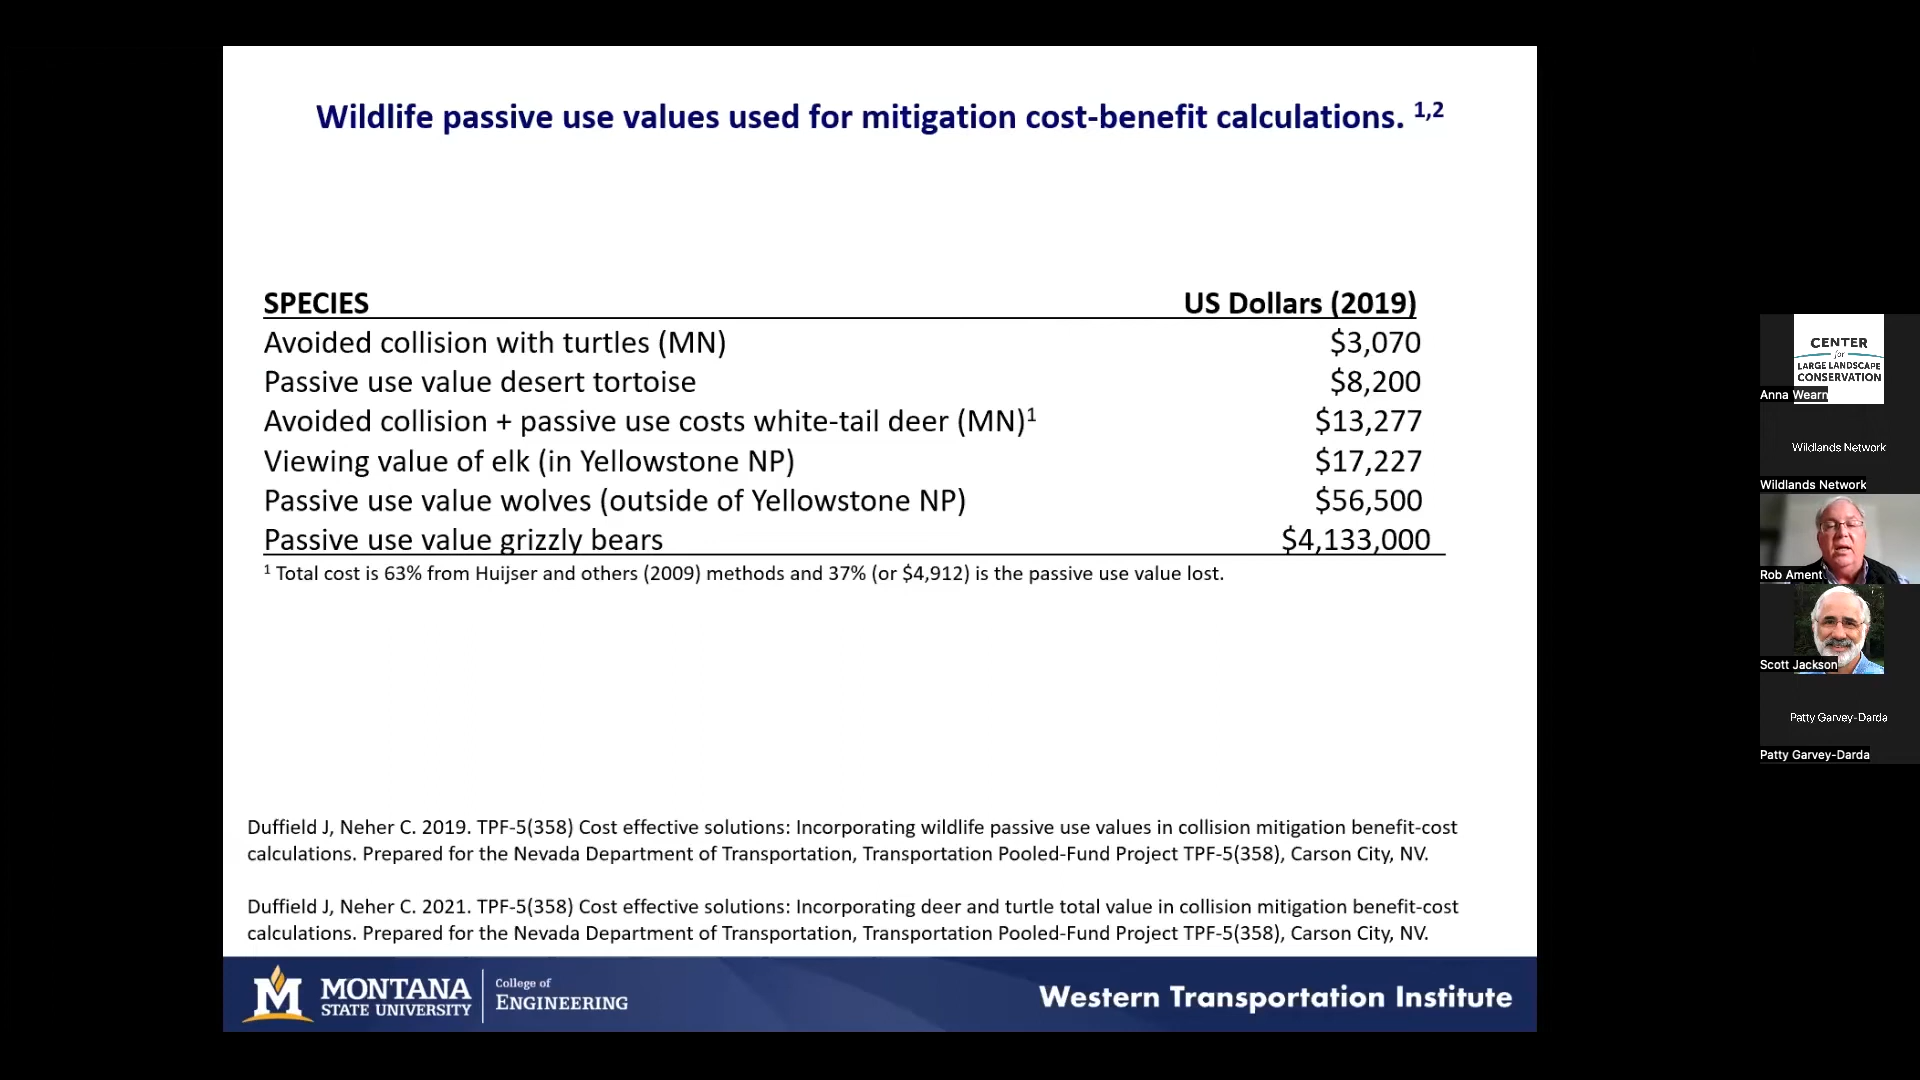 Wildlife passive use values used for mitigation cost-benefit calculations. 1,2
SPECIES US Dollars (2019)
Avoided collision with turtles (MN) $3,070
Passive use value desert tortoise $8,200
Avoided collision + passive use costs white-tail deer (MN)1 $13,277
Viewing value of elk (in Yellowstone NP) $17,227
Passive use value wolves (outside of Yellowstone NP) $56,500
Passive use value grizzly bears $4,133,000
1 Total cost is 63% from Huijser and others (2009) methods and 37% (or $4,912) is the passive use value lost.
Duffield J, Neher C. 2019. TPF-5(358) Cost effective solutions: Incorporating wildlife passive use values in collision mitigation benefit-cost
calculations. Prepared for the Nevada Department of Transportation, Transportation Pooled-Fund Project TPF-5(358), Carson City, NV.
Duffield J, Neher C. 2021. TPF-5(358) Cost effective solutions: Incorporating deer and turtle total value in collision mitigation benefit-cost
calculations. Prepared for the Nevada Department of Transportation, Transportation Pooled-Fund Project TPF-5(358), Carson City, NV.
M MONTANA
STATE UNIVERSITY
College of
ENGINEERING
Western Transportation Institute
CENTER
for
LARGE LANDSCAPE
CONSERVATION
Anna Wearn
Wildlands Network
Wildlands Network
Rob Ament
Scott Jackson
Patty Garvey-Darda
Patty Garvey-Darda